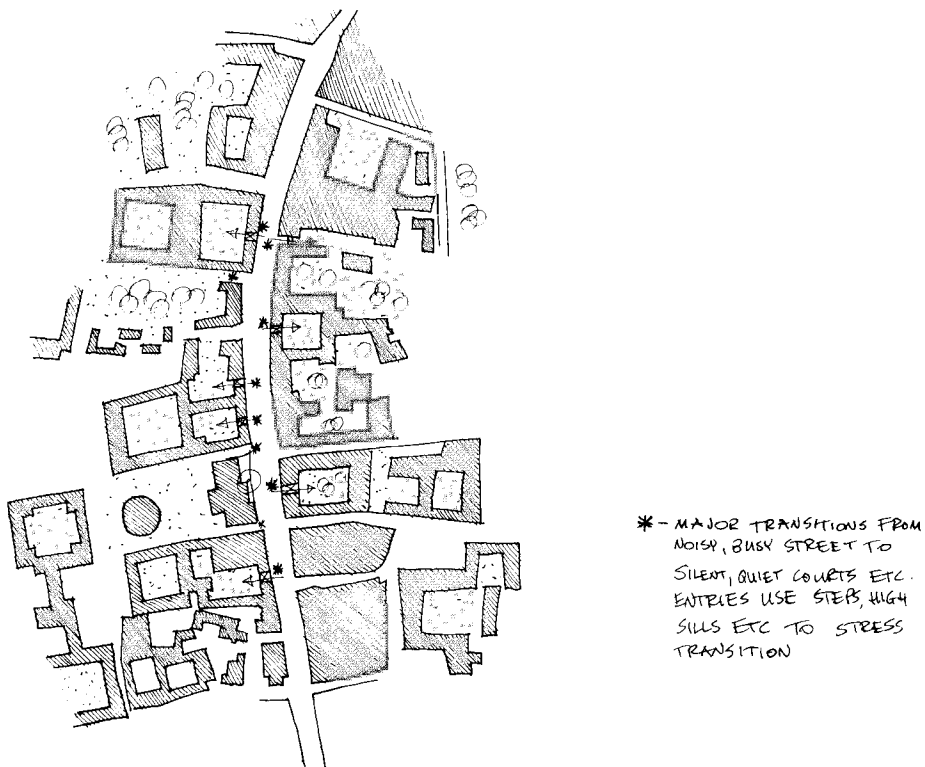 * - MAJOR TRANSITIONS FROM
NOISY, BUSY STREET TO
SILENT, QUIET COURTS ETC.
ENTRIES USE STEPS, HIGH
SILLS ETC TO STRESS
TRANSITION